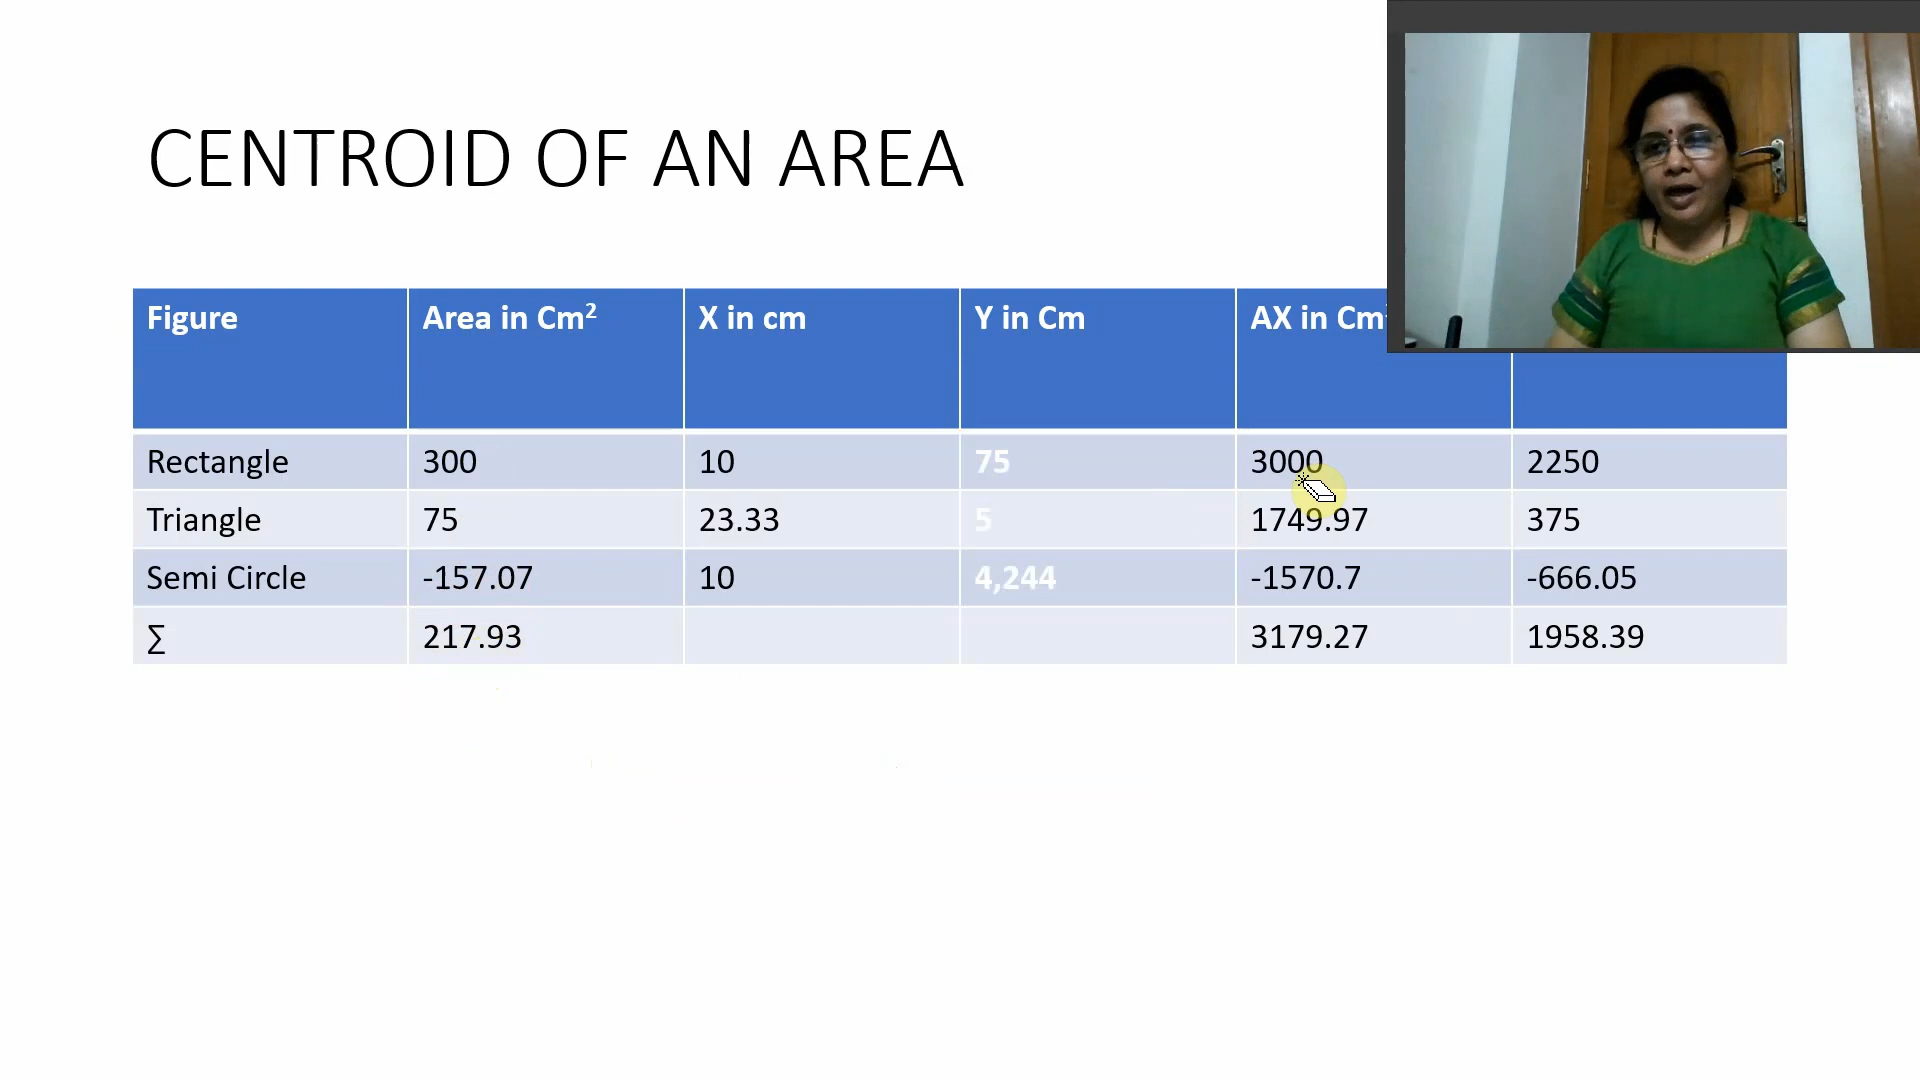 CENTROID OF AN AREA
Figure Area in Cm² X in cm Y in Cm AX in Cm
Rectangle 300 10 75 3000 2250
Triangle 75 23.33 5 1749.97 375
Semi Circle -157.07 10 4,244 -1570.7 -666.05
∑ 217.93 3179.27 1958.39